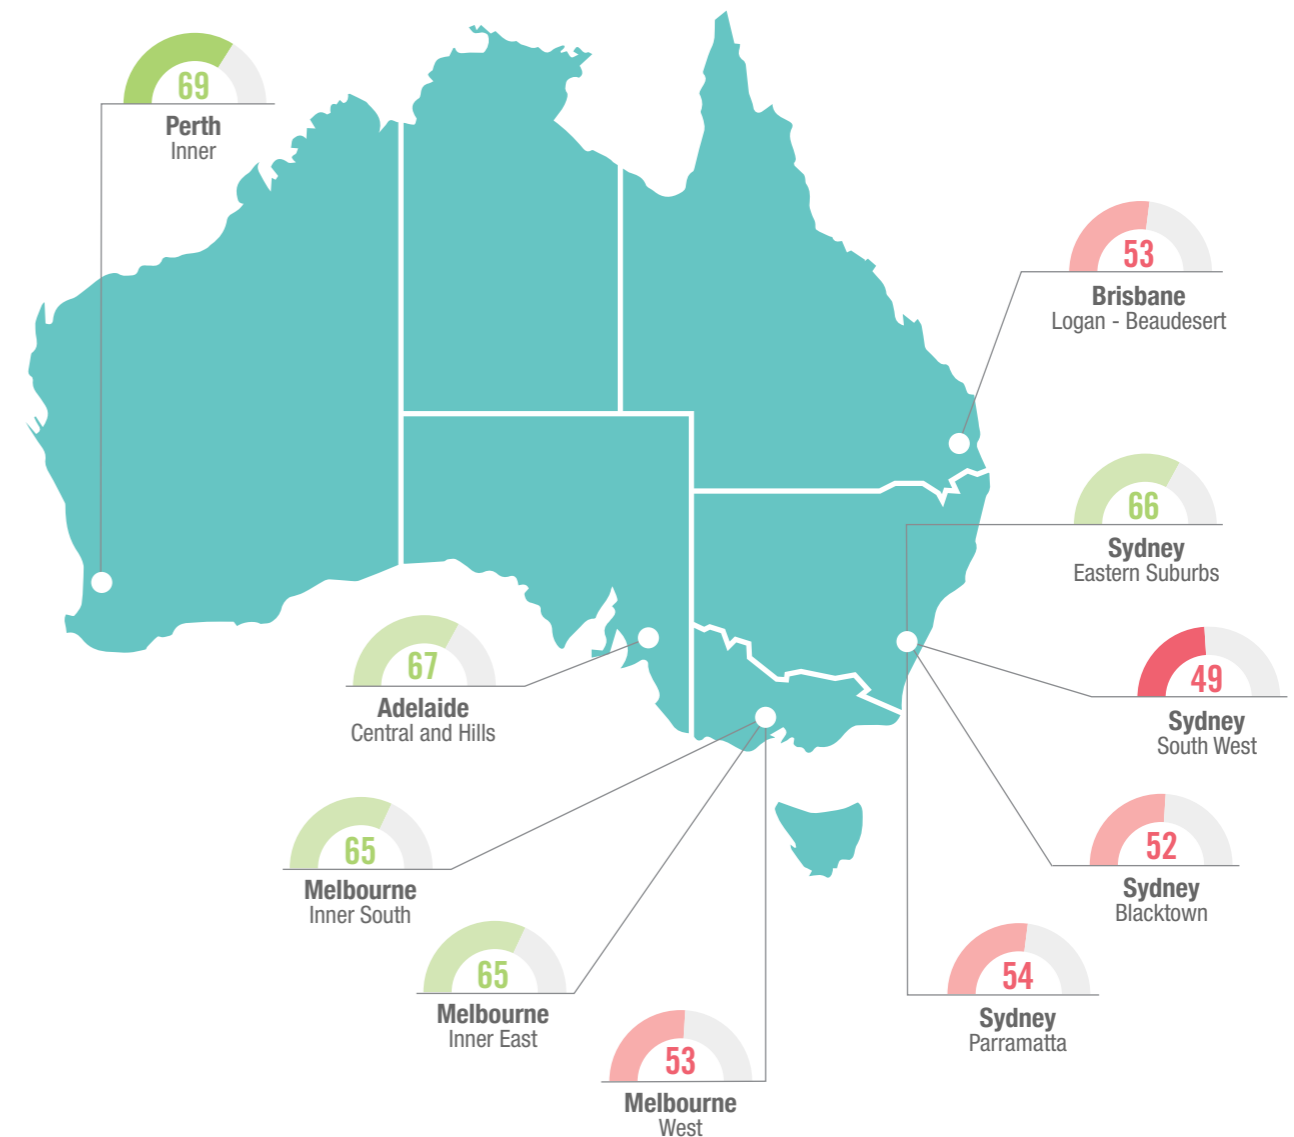 69
Perth
Inner
53
Brisbane
Logan - Beaudesert
66
Sydney
Eastern Suburbs
67
Adelaide
Central and Hills
49
Sydney
South West
65
Melbourne
Inner South
52
Sydney
Blacktown
65
Melbourne
Inner East
54
Sydney
Parramatta
53
Melbourne
West